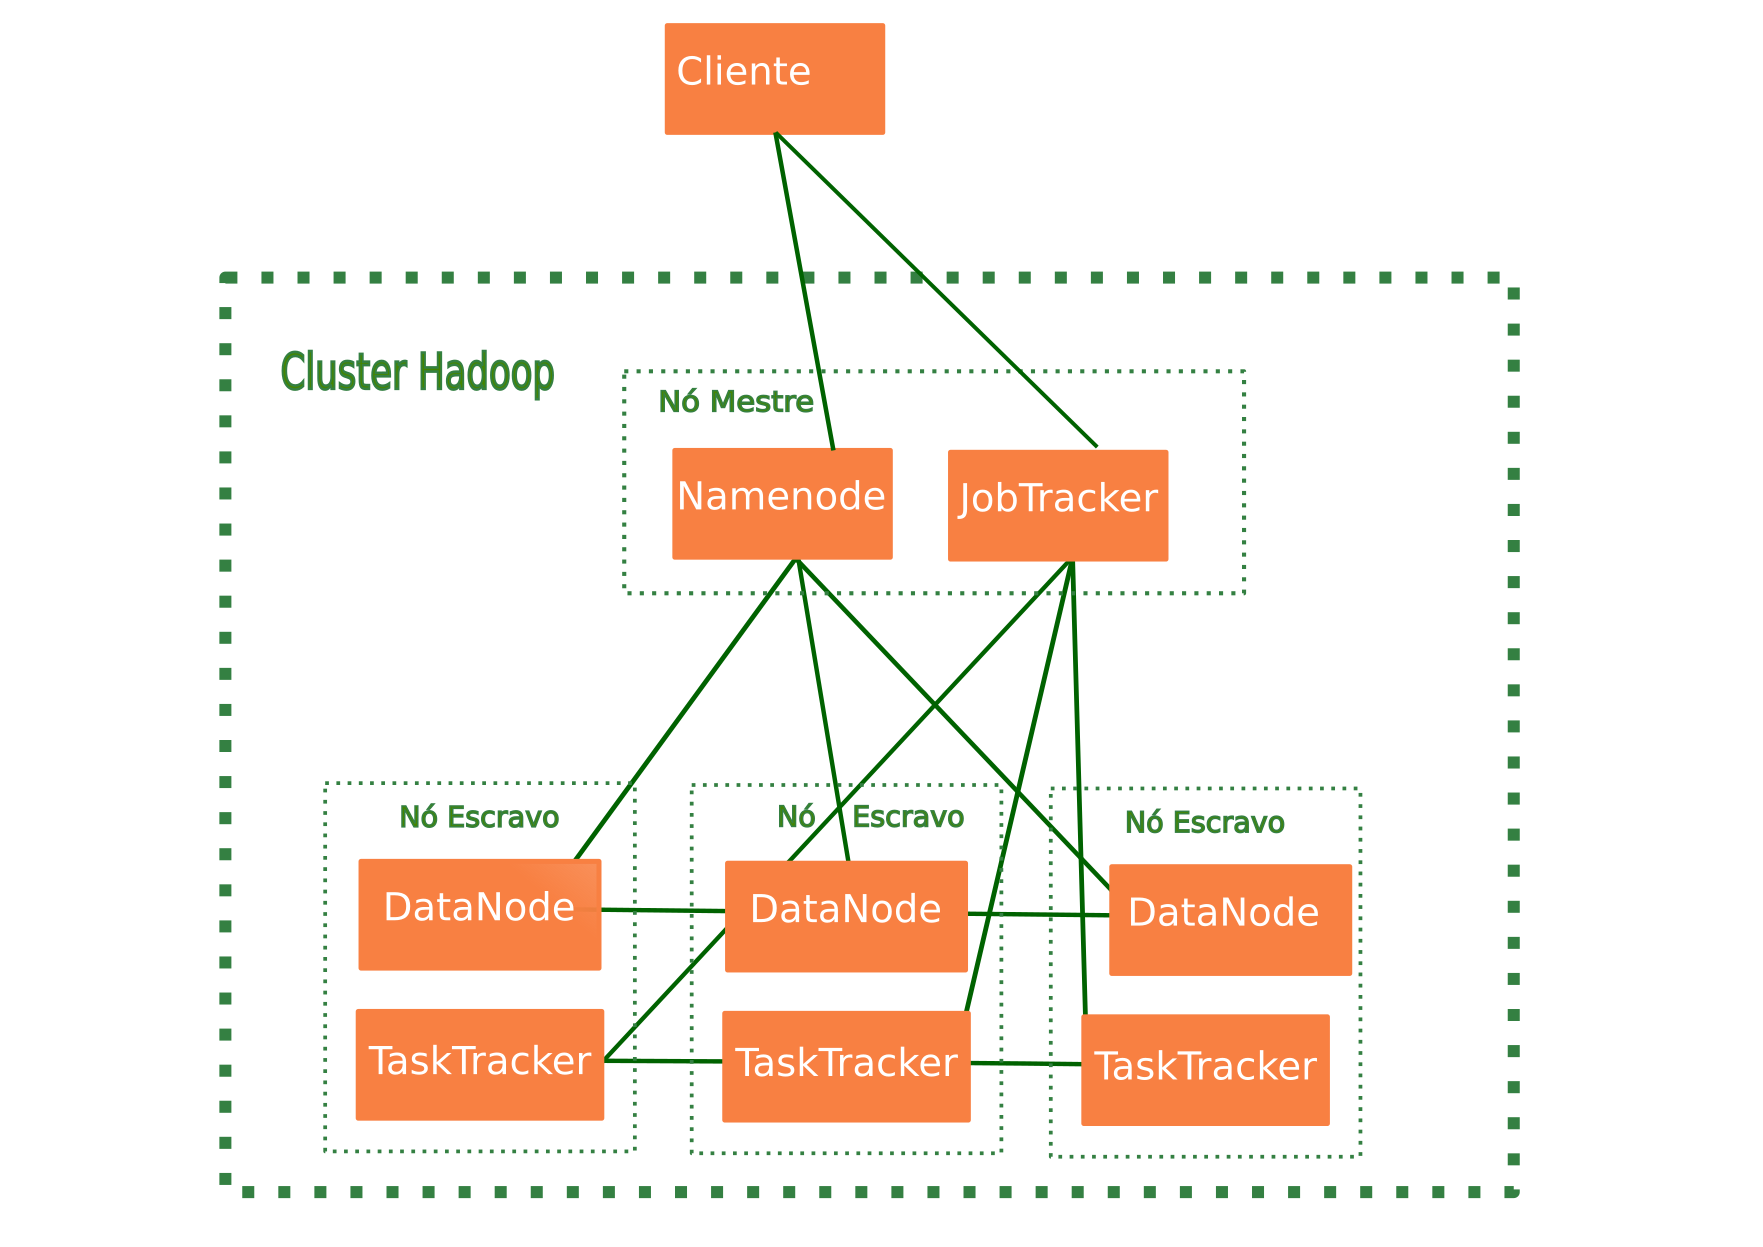 Cliente
Cluster Hadoop
Nó Mestre
Namenode
JobTracker
Nó Escravo
Nó Escravo
Nó Escravo
DataNode
DataNode
DataNode
TaskTracker
TaskTracker
TaskTracker